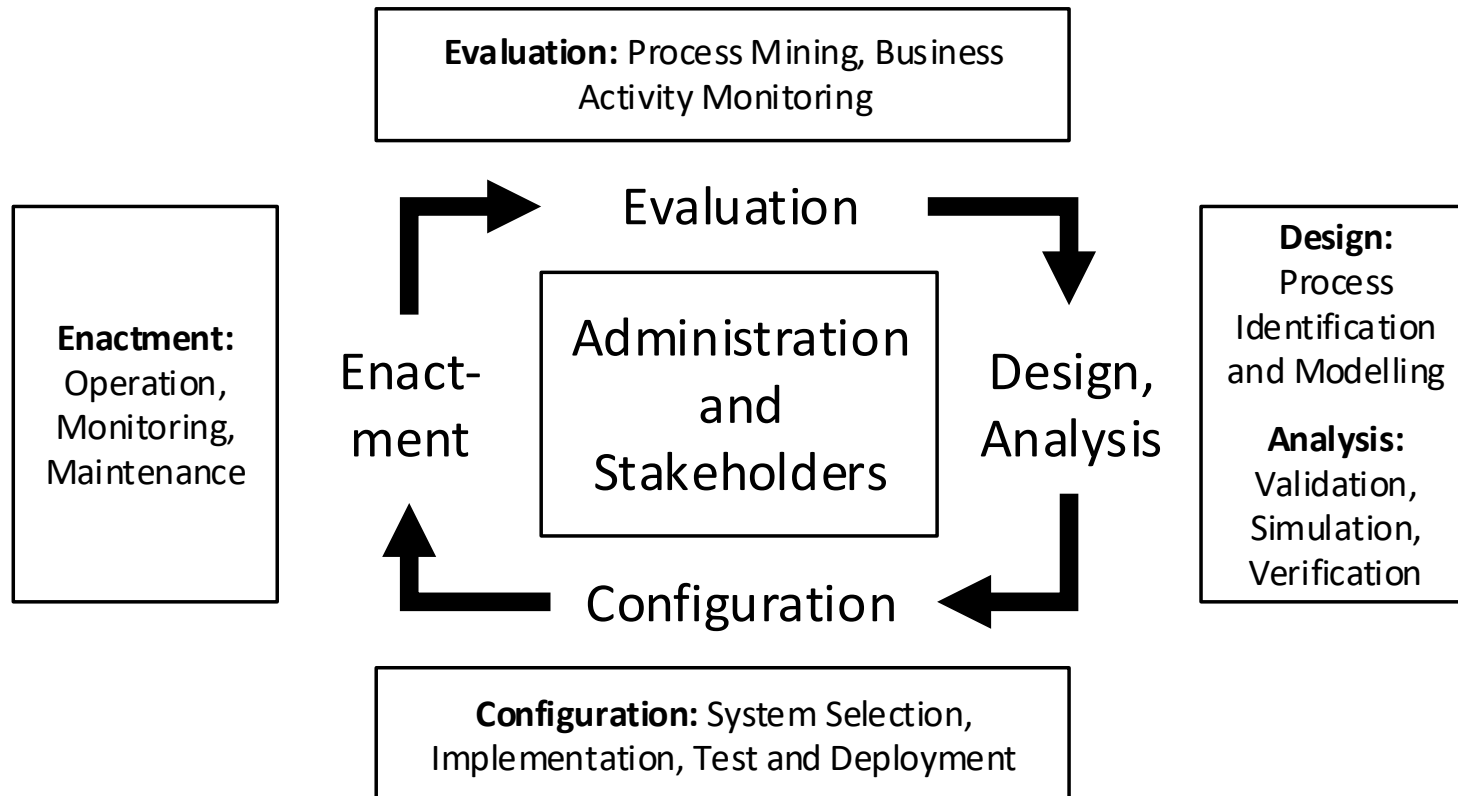 Evaluation: Process Mining, Business
Activity Monitoring
Evaluation
Enactment:
Operation,
Monitoring,
Maintenance
Enact-
ment
Administration
and
Stakeholders
Design,
Analysis
Design:
Process
Identification
and Modelling
Analysis:
Validation,
Simulation,
Verification
Configuration
Configuration: System Selection,
Implementation, Test and Deployment